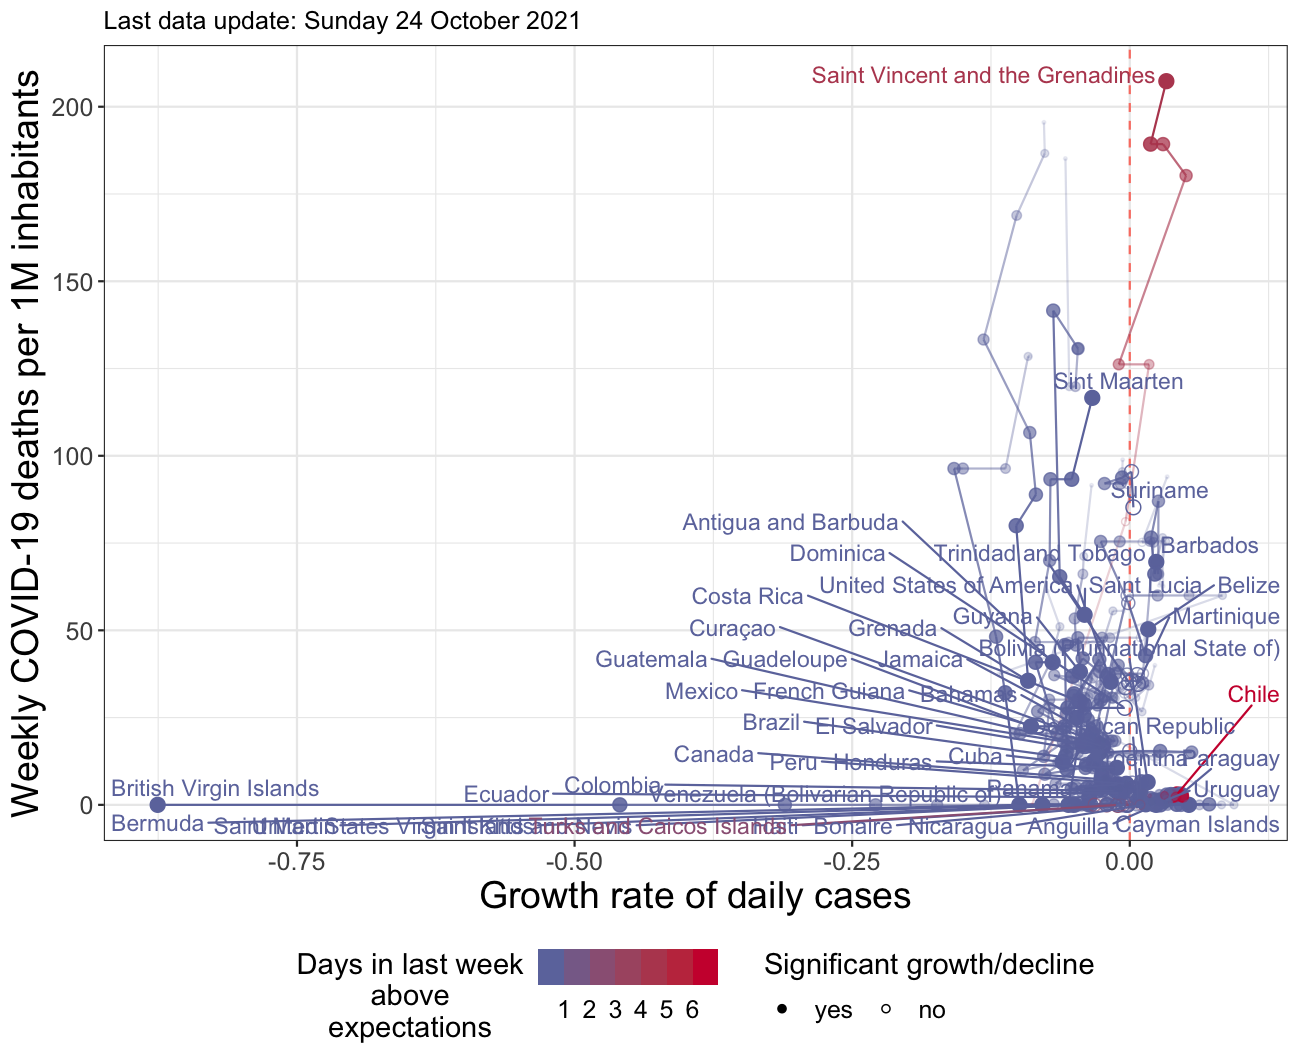 Last data update: Sunday 24 October 2021
Weekly COVID-19 deaths per 1M inhabitants
200
150
100
50
0
Saint Vincent and the Grenadines
Sint Maarten
Suriname
Antigua and Barbuda
Dominica
Trinidad and Tobago
Barbados
United States of America
Saint Lucia
Belize
Costa Rica
Guyana
Martinique
Curaçao
Grenada
Bolivia (Plurinational State of)
Guatemala
Guadeloupe
Jamaica
Mexico
French Guiana
Bahamas
Chile
Brazil
El Salvador
Republic
Canada
Peru
Honduras
Cuba
Paraguay
British Virgin Islands
Ecuador
Colombia
Venezuela (Bolivarian Republic of)
Uruguay
Bermuda
Turks and Caicos Islands
Bonaire
Nicaragua
Anguilla
Cayman Islands
-0.75
-0.50
-0.25
0.00
Growth rate of daily cases
Days in last week
above
expectations
1 2 3 4 5 6
Significant growth/decline
yes
no